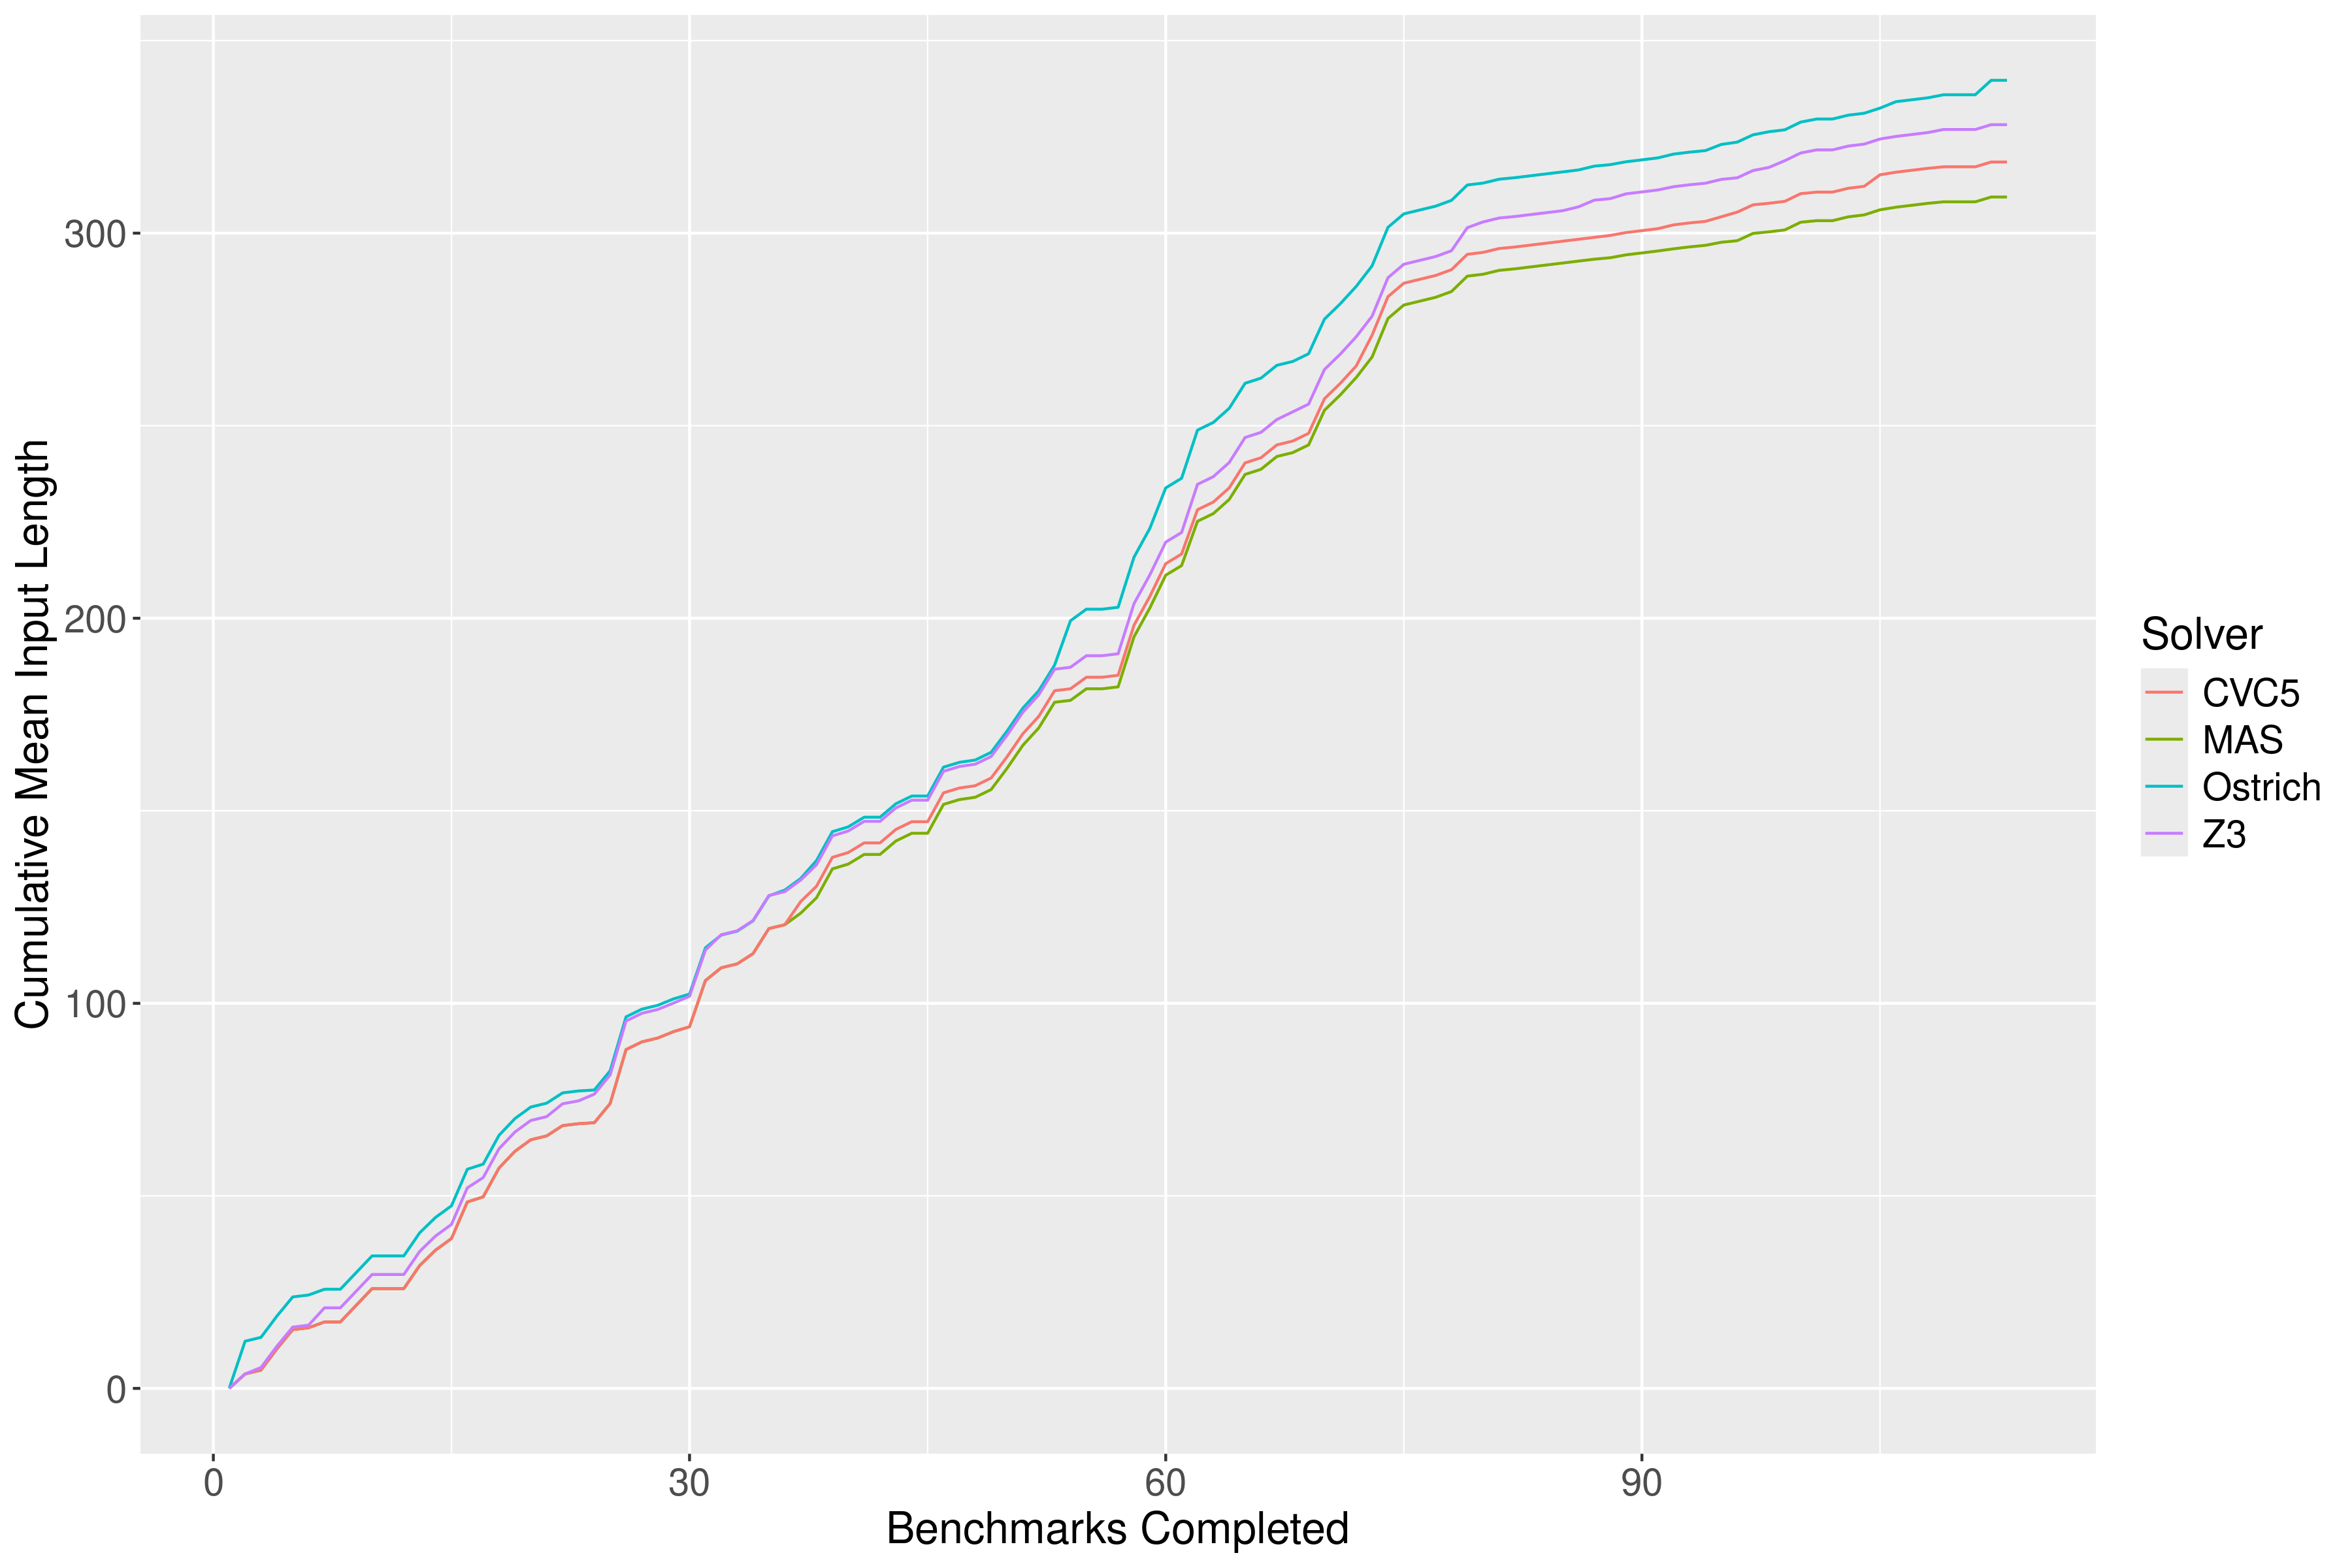 Cumulative Mean Input Length
300
200
100
0
0 30 60 90
Benchmarks Completed
Solver
CVC5
MAS
Ostrich
Z3